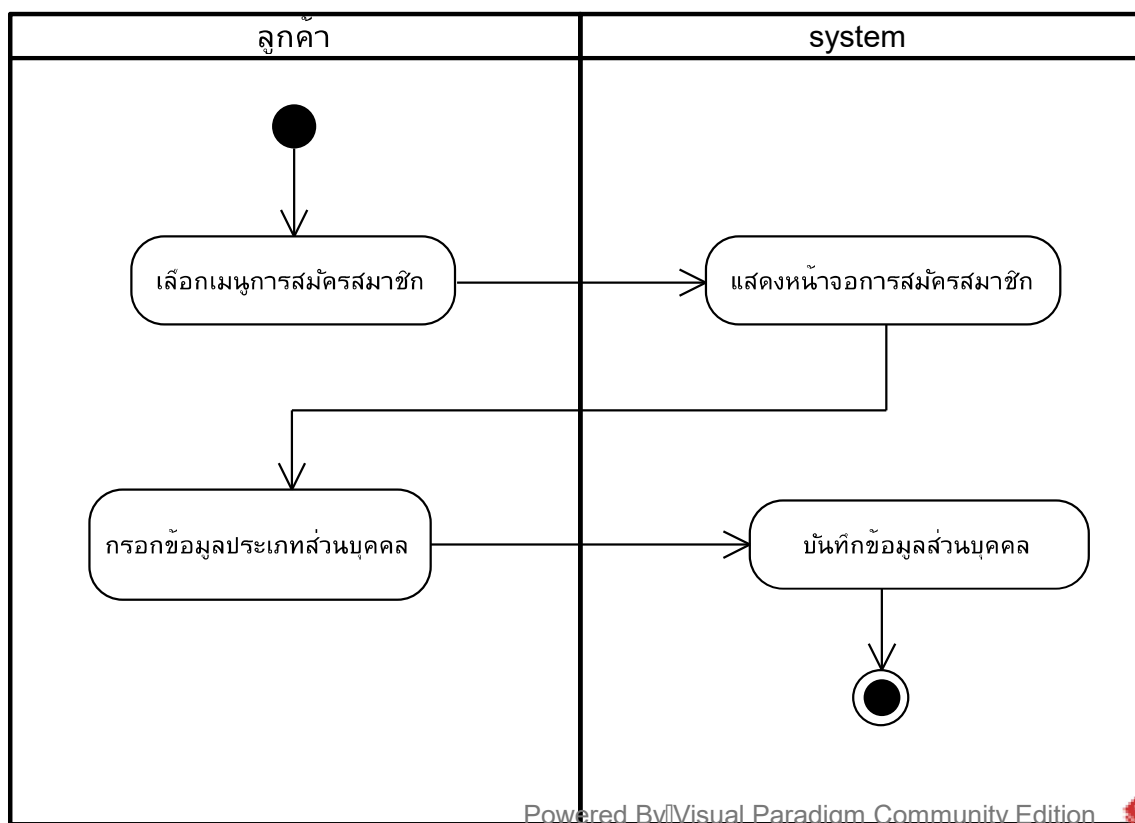 ลูกค้า
system
เลือกเมนูการสมัครสมาชิก
แสดงหน้าจอการสมัครสมาชิก
กรอกข้อมูลประเภทส่วนบุคคล
บันทึกข้อมูลส่วนบุคคล
Powered By Visual Paradigm Community Edition